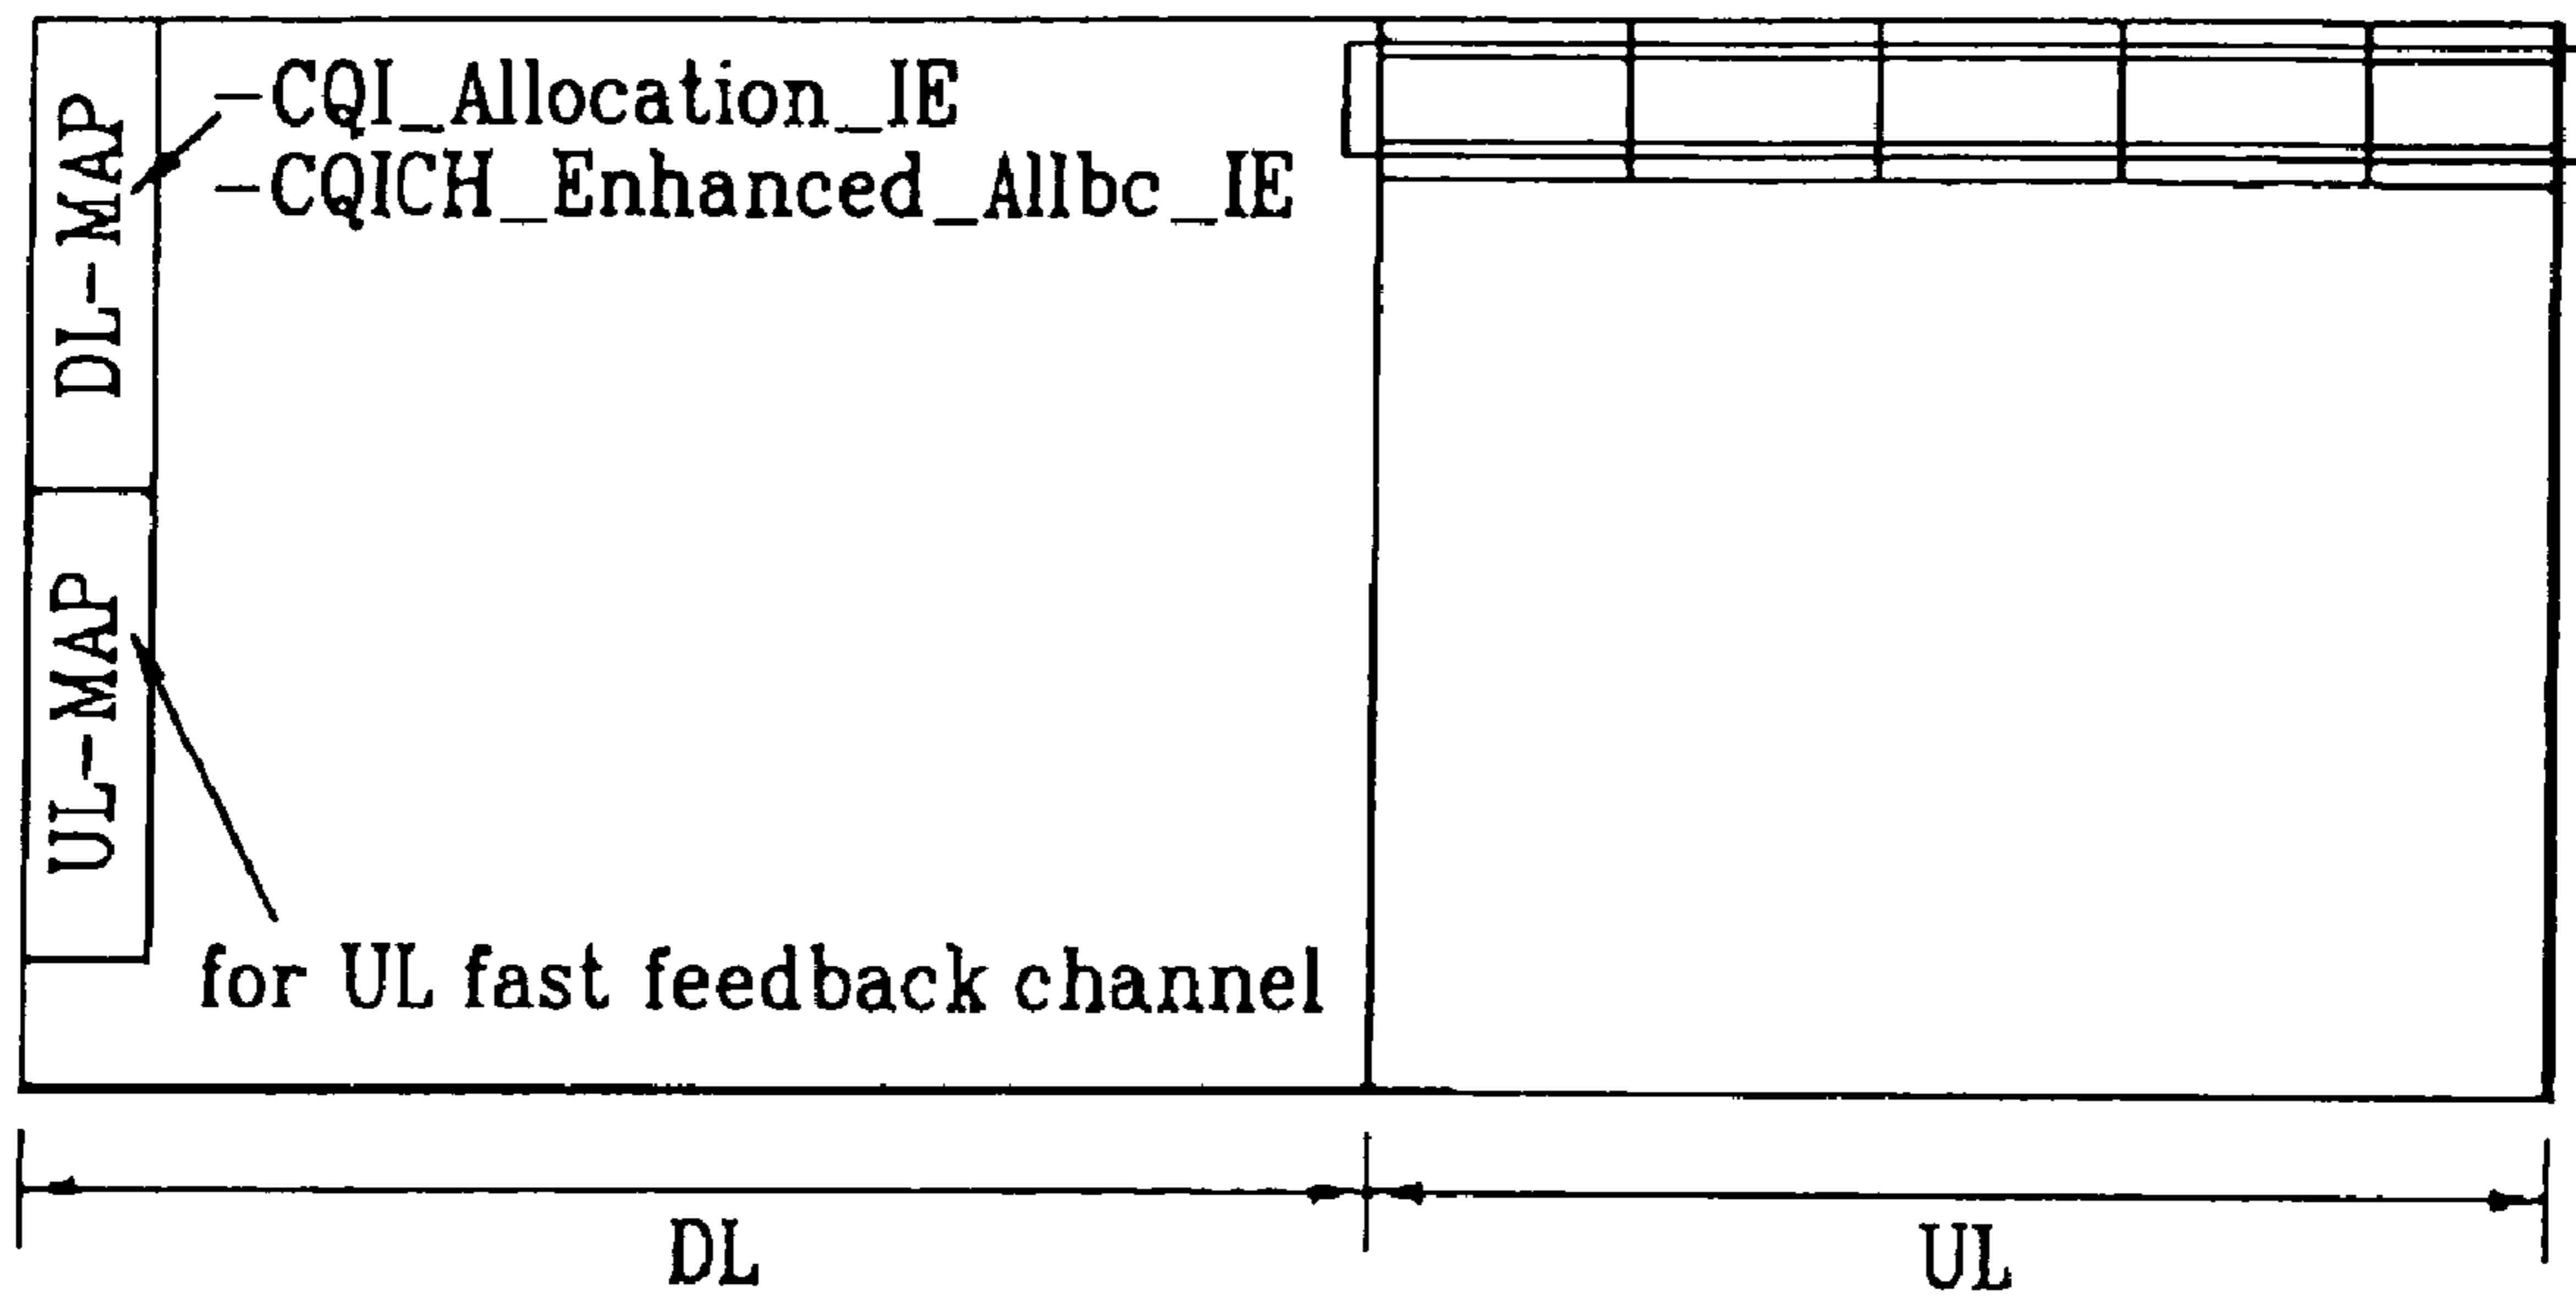 -CQI_Allocation_IE
-CQICH_Enhanced_Allbc_IE
DL-MAP
UL-MAP
for UL fast feedback channel
DL
UL